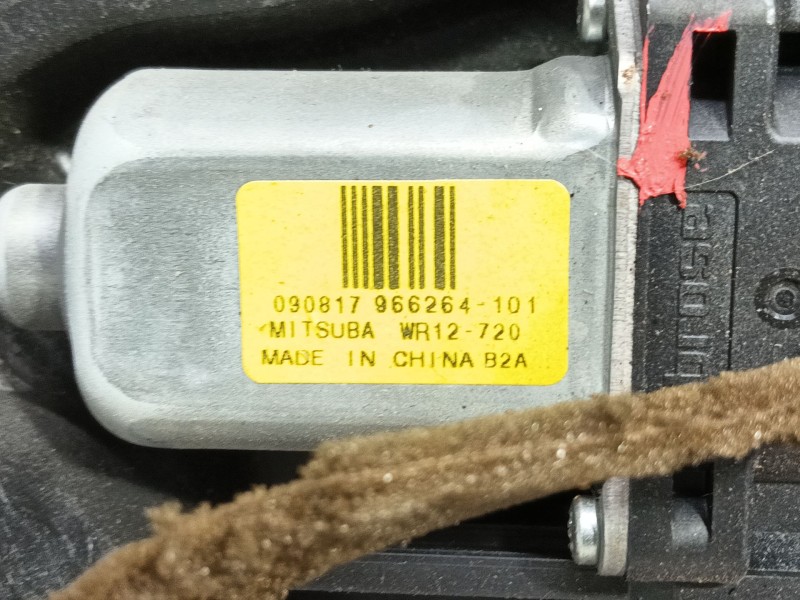 090817 966264-101
MITSUBA WR12-720
MADE IN CHINA B2A